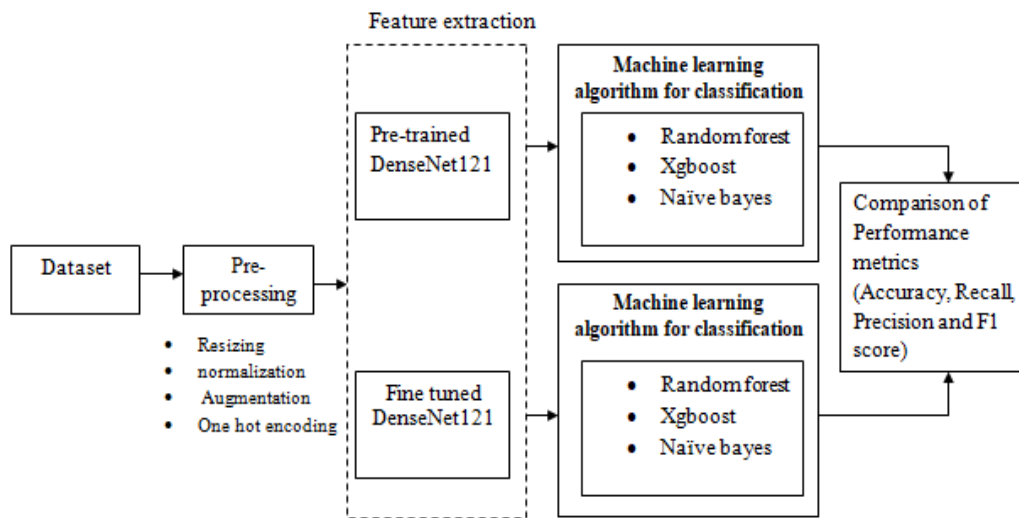 Feature extraction
Dataset
Pre-
processing
• Resizing
• normalization
• Augmentation
• One hot encoding
Pre-trained
DenseNet121
Fine tuned
DenseNet121
Machine learning
algorithm for classification
• Random forest
• Xgboost
• Naïve bayes
Machine learning
algorithm for classification
• Random forest
• Xgboost
• Naïve bayes
Comparison of
Performance
metrics
(Accuracy, Recall,
Precision and F1
score)